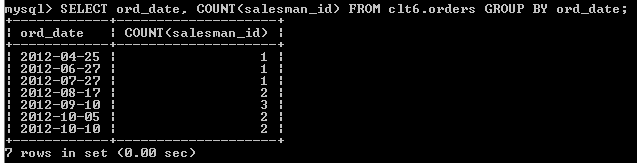 mysql> SELECT ord_date, COUNT(salesman_id) FROM clt6.orders GROUP BY ord_date;
+------------+--------------------+
| ord_date   | COUNT(salesman_id) |
+------------+--------------------+
| 2012-04-25 |                  1 |
| 2012-06-27 |                  1 |
| 2012-07-27 |                  1 |
| 2012-08-17 |                  2 |
| 2012-09-10 |                  3 |
| 2012-10-05 |                  2 |
| 2012-10-10 |                  2 |
+------------+--------------------+
7 rows in set (0.00 sec)